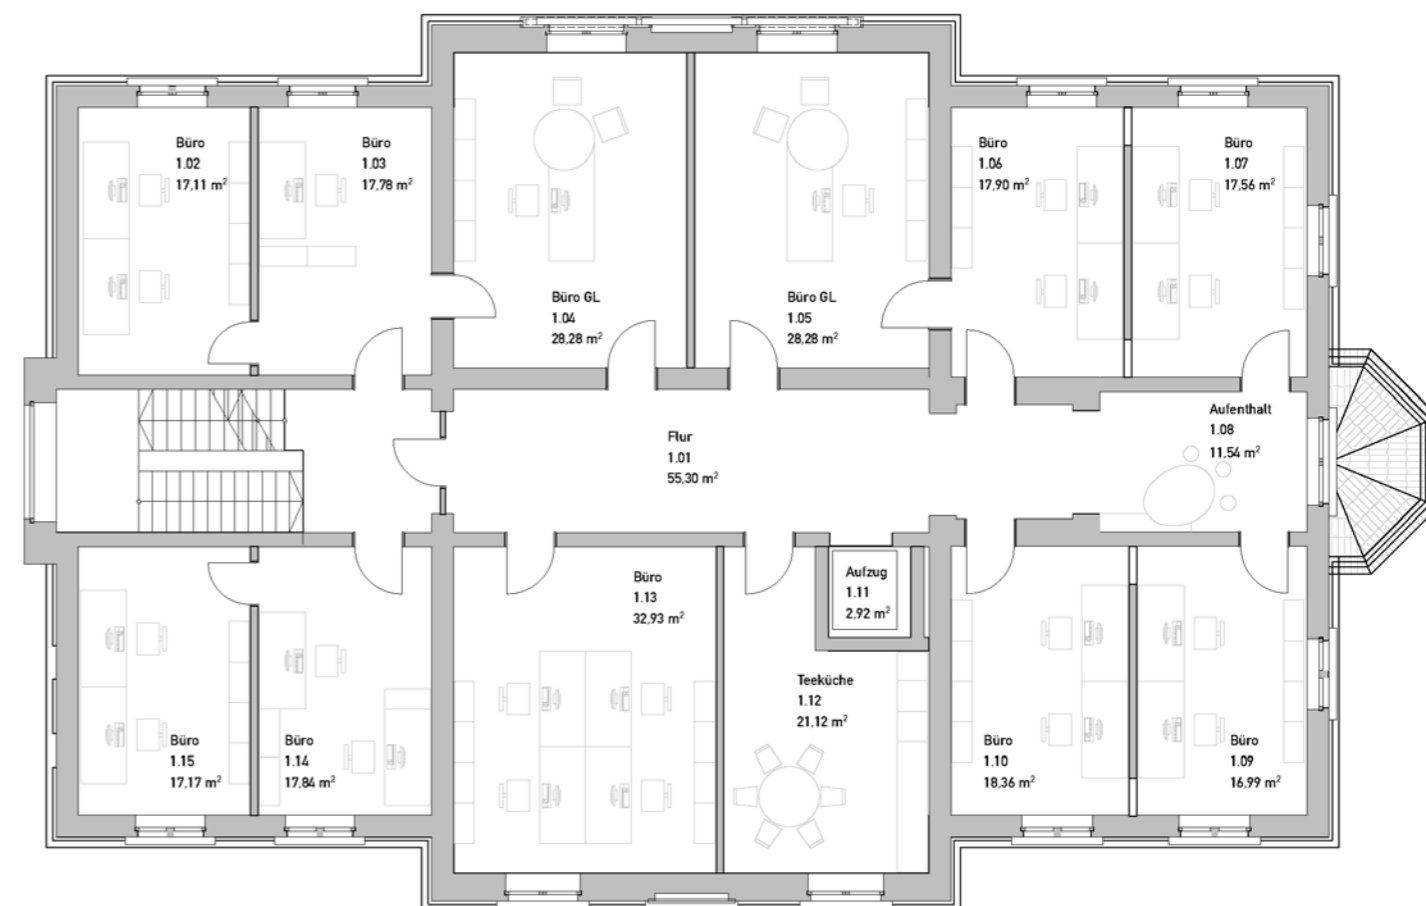 Büro
1.02
17,11 m²
Büro
1.03
17,78 m²
Büro GL
1.04
28,28 m²
Büro GL
1.05
28,28 m²
Büro
1.06
17,90 m²
Büro
1.07
17,56 m²
Flur
1.01
55,30 m²
Aufenthalt
1.08
11,54 m²
Büro
1.15
17,17 m²
Büro
1.14
17,84 m²
Büro
1.13
32,93 m²
Aufzug
1.11
2,92 m²
Teeküche
1.12
21,12 m²
Büro
1.10
18,36 m²
Büro
1.09
16,99 m²